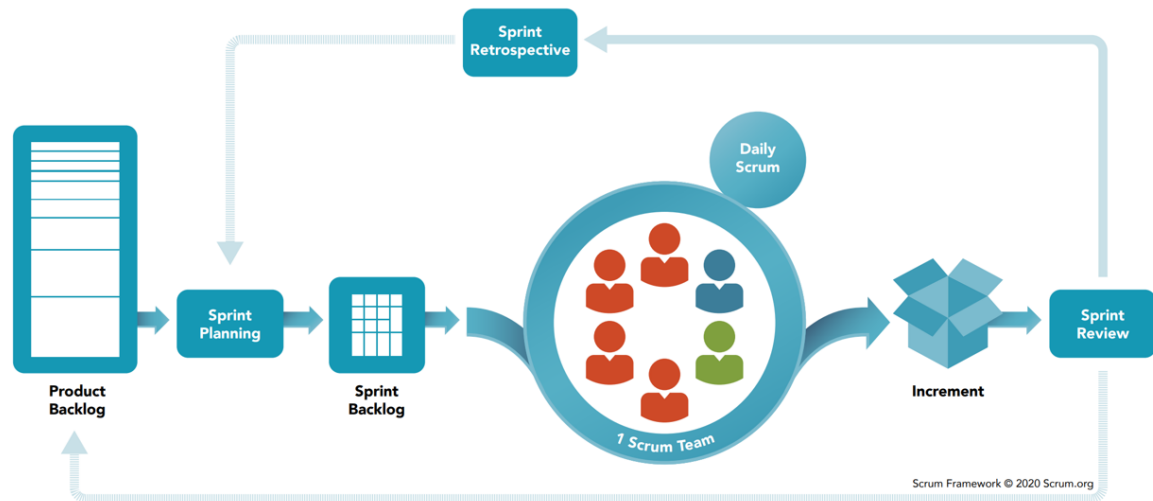 Sprint
Retrospective
Daily
Scrum
Sprint
Planning
Sprint
Review
Product
Backlog
Sprint
Backlog
Increment
1 Scrum Team
Scrum Framework © 2020 Scrum.org